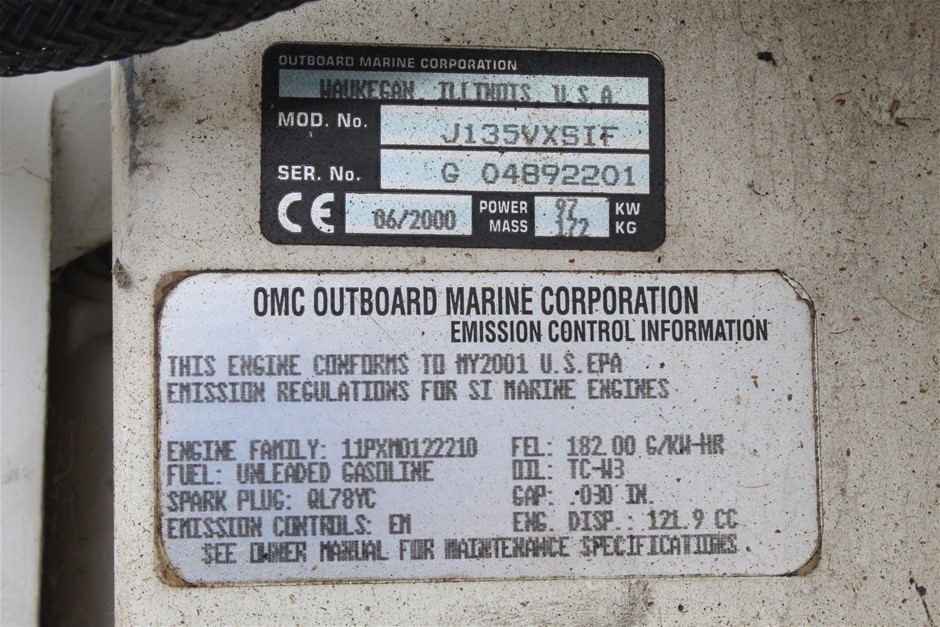 OUTBOARD MARINE CORPORATION
WAUKEGAN, ILLINOIS, U.S.A.
MOD. No. J135VXSIF
SER. No. G 04892201
CE 06/2000 POWER 97 KW
MASS 172 KG
OMC OUTBOARD MARINE CORPORATION
EMISSION CONTROL INFORMATION
THIS ENGINE CONFORMS TO MY2001 U.S.EPA
EMISSION REGULATIONS FOR SI MARINE ENGINES
ENGINE FAMILY: 11PXM0122210 FEL: 182.00 G/KW-HR
FUEL: UNLEADED GASOLINE OIL: TC-W3
SPARK PLUG: QL78YC GAP: .030 IN.
EMISSION CONTROLS: EM ENG. DISP.: 121.9 CC
SEE OWNER MANUAL FOR MAINTENANCE SPECIFICATIONS